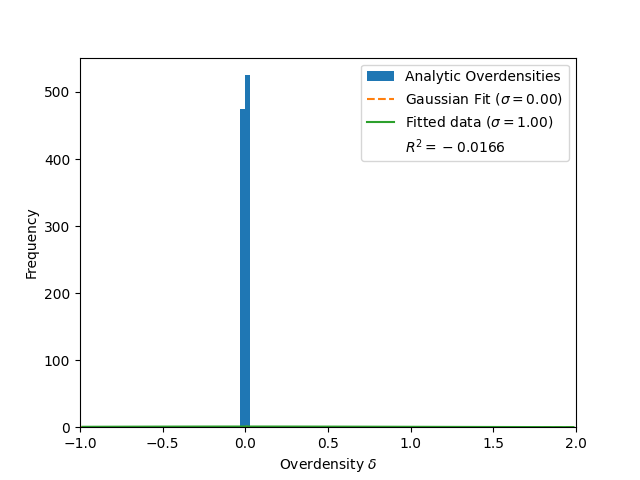 Analytic Overdensities
Gaussian Fit (σ = 0.00)
Fitted data (σ = 1.00)
R² = −0.0166
500
400
300
200
100
0
Frequency
−1.0 −0.5 0.0 0.5 1.0 1.5 2.0
Overdensity δ